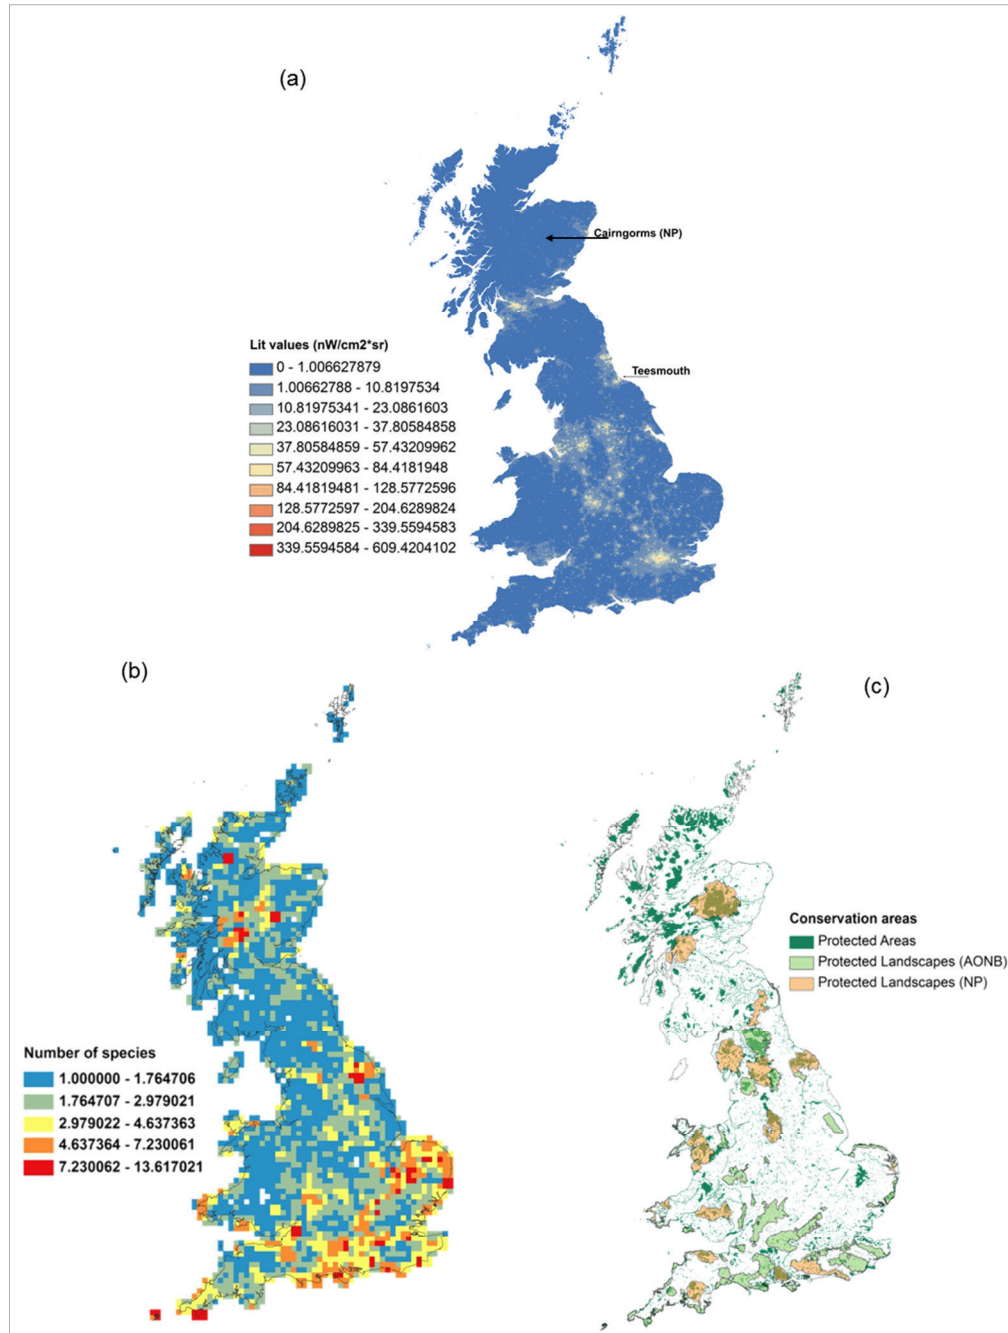 (a)
Cairngorms (NP)
Lit values (nW/cm2*sr)
0 - 1.006627879
1.00662788 - 10.8197534
10.81975341 - 23.0861603
23.08616031 - 37.80584858
37.80584859 - 57.43209962
57.43209963 - 84.4181948
84.41819481 - 128.5772596
128.5772597 - 204.6289824
204.6289825 - 339.5594583
339.5594584 - 609.4204102
Teesmouth
(b)
(c)
Number of species
1.000000 - 1.764706
1.764707 - 2.979021
2.979022 - 4.637363
4.637364 - 7.230061
7.230062 - 13.617021
Conservation areas
Protected Areas
Protected Landscapes (AONB)
Protected Landscapes (NP)